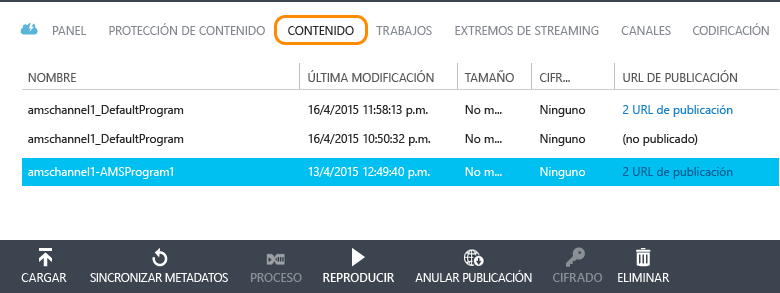 PANEL PROTECCIÓN DE CONTENIDO CONTENIDO TRABAJOS EXTREMOS DE STREAMING CANALES CODIFICACIÓN
NOMBRE ÚLTIMA MODIFICACIÓN TAMAÑO CIFR... URL DE PUBLICACIÓN
amschannel1_DefaultProgram 16/4/2015 11:58:13 p.m. No m... Ninguno 2 URL de publicación
amschannel1_DefaultProgram 16/4/2015 10:50:32 p.m. No m... Ninguno (no publicado)
amschannel1-AMSProgram1 13/4/2015 12:49:40 p.m. No m... Ninguno 2 URL de publicación
CARGAR SINCRONIZAR METADATOS PROCESO REPRODUCIR ANULAR PUBLICACIÓN CIFRADO ELIMINAR